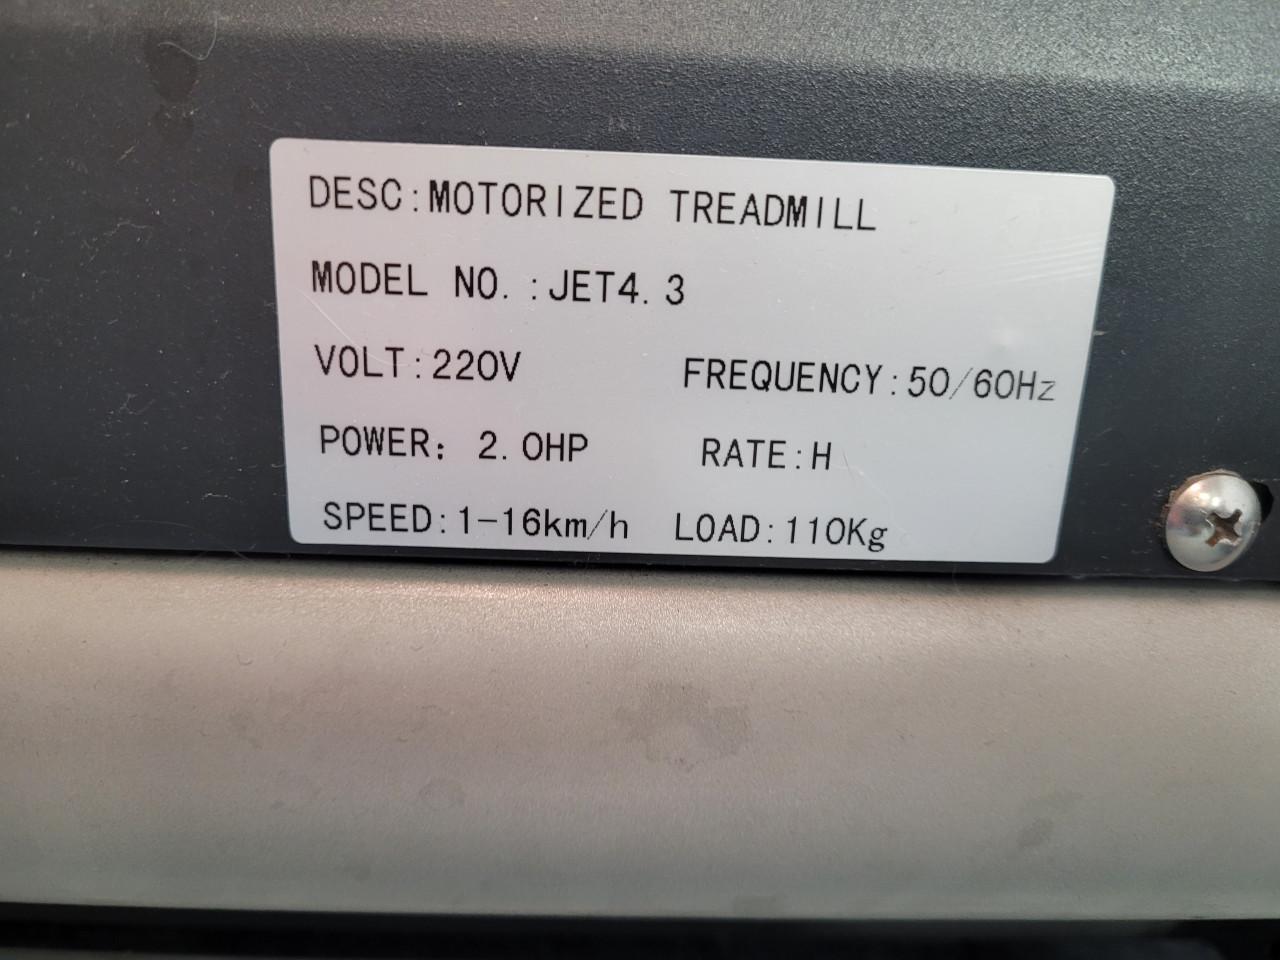 DESC:MOTORIZED TREADMILL
MODEL NO.:JET4.3
VOLT:220V FREQUENCY:50/60Hz
POWER: 2.0HP RATE:H
SPEED:1-16km/h LOAD:110Kg